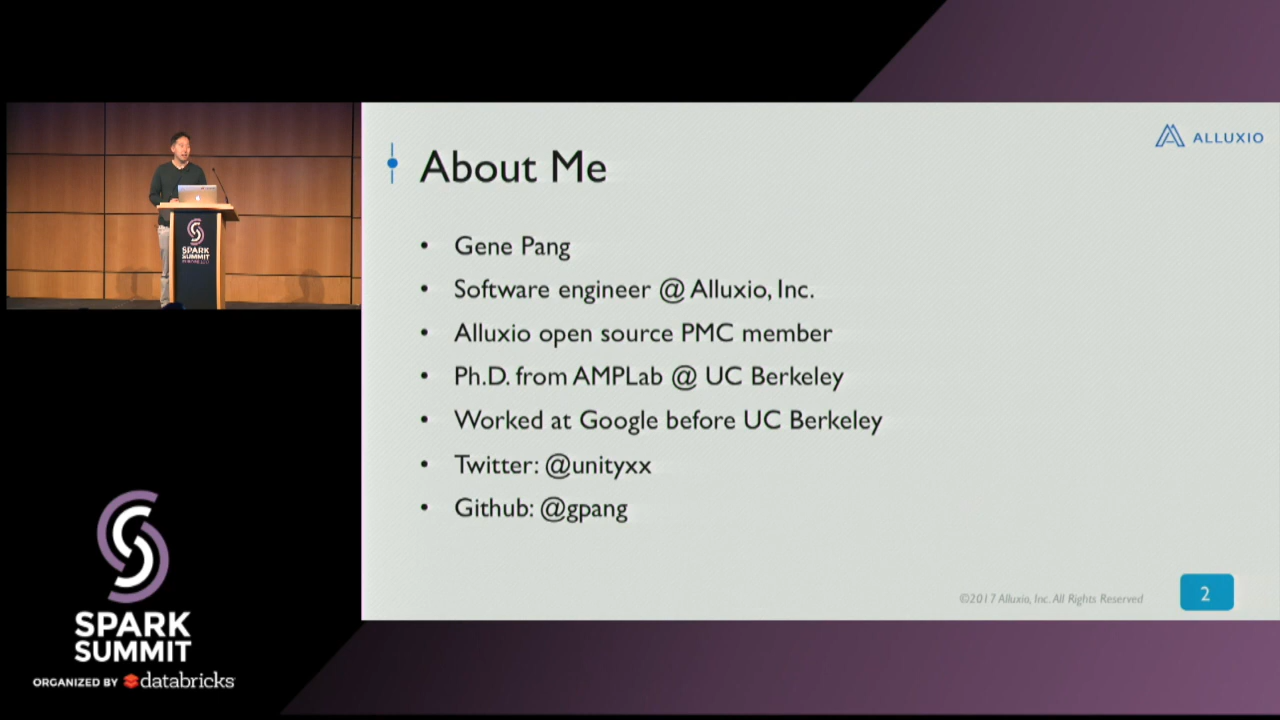 ALLUXIO
About Me
• Gene Pang
• Software engineer @ Alluxio, Inc.
• Alluxio open source PMC member
• Ph.D. from AMPLab @ UC Berkeley
• Worked at Google before UC Berkeley
• Twitter: @unityxx
• Github: @gpang
©2017 Alluxio, Inc. All Rights Reserved
2
SPARK
SUMMIT
SPARK
SUMMIT
ORGANIZED BY databricks